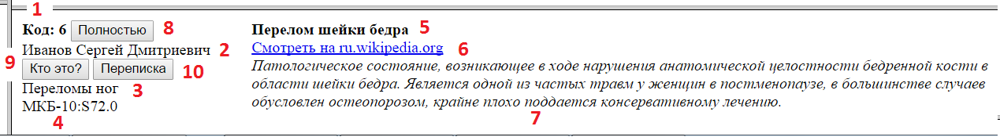 1
Код: 6 Полностью 8
Иванов Сергей Дмитриевич 2
9 Кто это? Переписка 10
Переломы ног 3
МКБ-10:S72.0
4
Перелом шейки бедра 5
Смотреть на ru.wikipedia.org 6
Патологическое состояние, возникающее в ходе нарушения анатомической целостности бедренной кости в
области шейки бедра. Является одной из частых травм у женщин в постменопаузе, в большинстве случаев
обусловлен остеопорозом, крайне плохо поддается консервативному лечению.
7